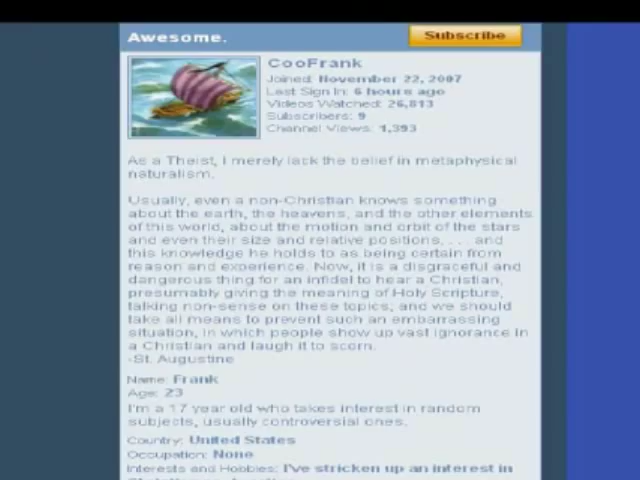 Awesome.
Subscribe
CooFrank
Joined: November 22, 2007
Last Sign In: 6 hours ago
Videos Watched: 26,813
Subscribers: 9
Channel Views: 1,393
As a Theist, I merely lack the belief in metaphysical
naturalism.
Usually, even a non-Christian knows something
about the earth, the heavens, and the other elements
of this world, about the motion and orbit of the stars
and even their size and relative positions, . . . and
this knowledge he holds to as being certain from
reason and experience. Now, it is a disgraceful and
dangerous thing for an infidel to hear a Christian,
presumably giving the meaning of Holy Scripture,
talking non-sense on these topics; and we should
take all means to prevent such an embarrassing
situation, in which people show up vast ignorance in
a Christian and laugh it to scorn.
-St. Augustine
Name: Frank
Age: 23
I'm a 17 year old who takes interest in random
subjects, usually controversial ones.
Country: United States
Occupation: None
Interests and Hobbies: I've stricken up an interest in